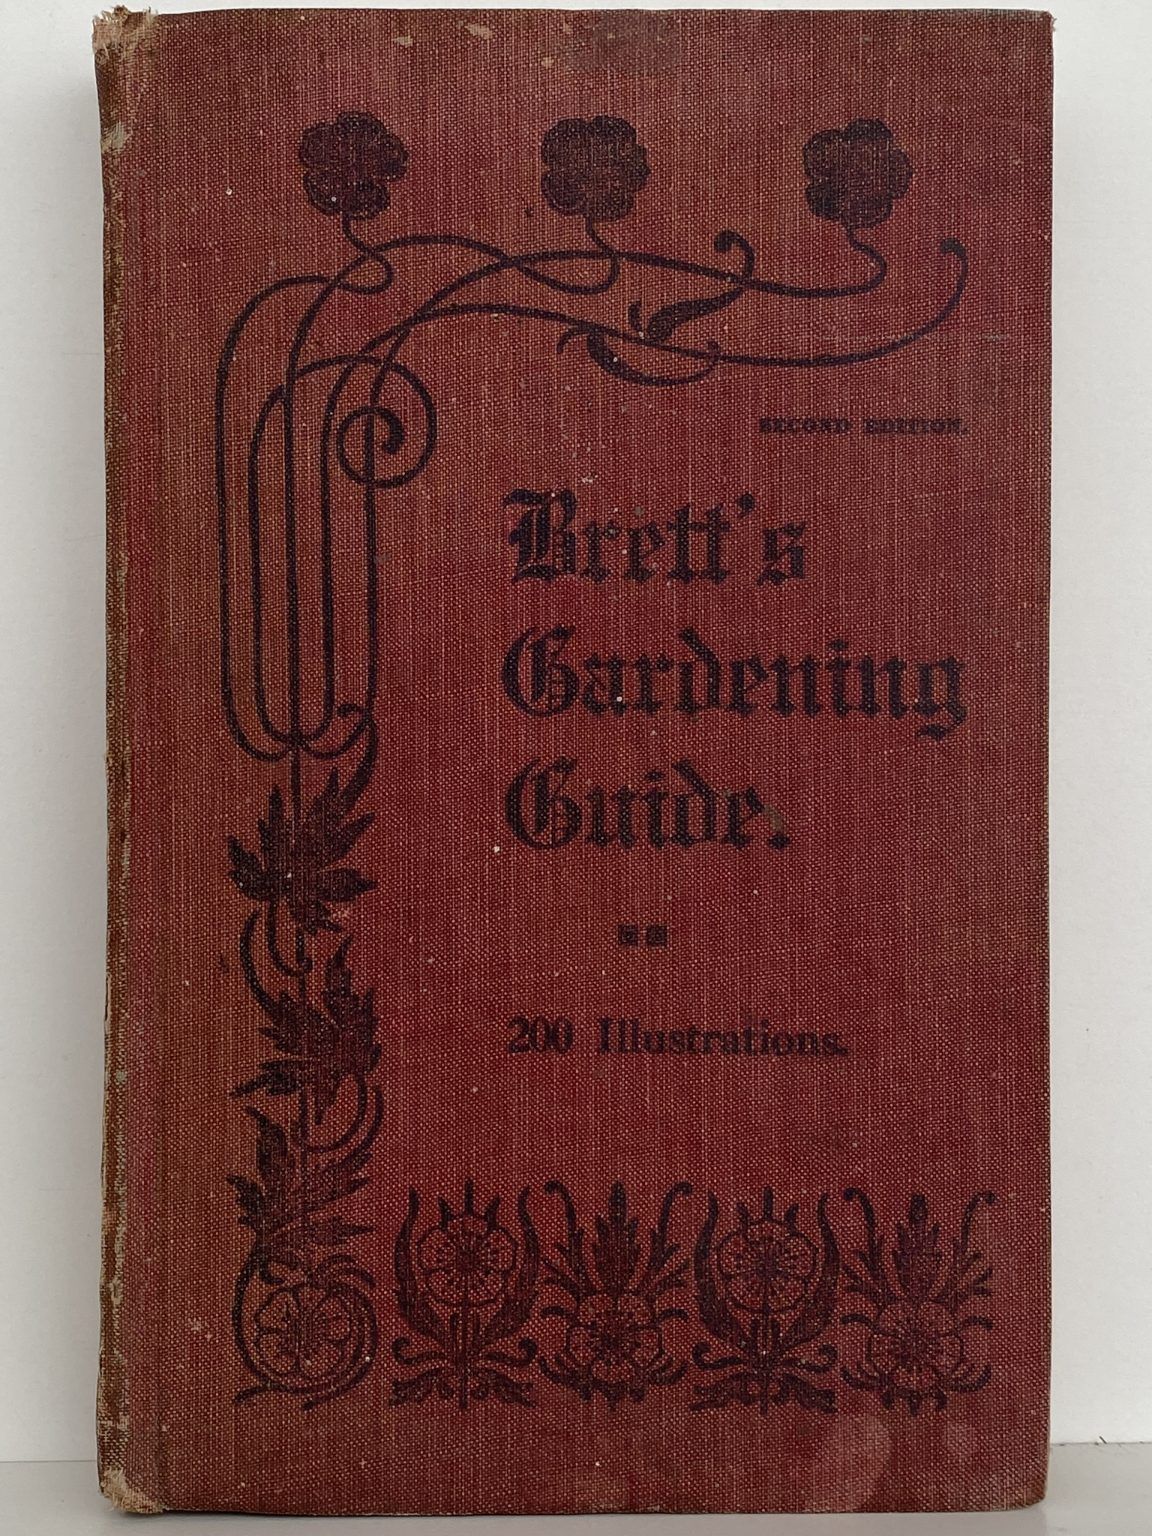 SECOND EDITION.
Brett's
Gardening
Guide.
200 Illustrations.